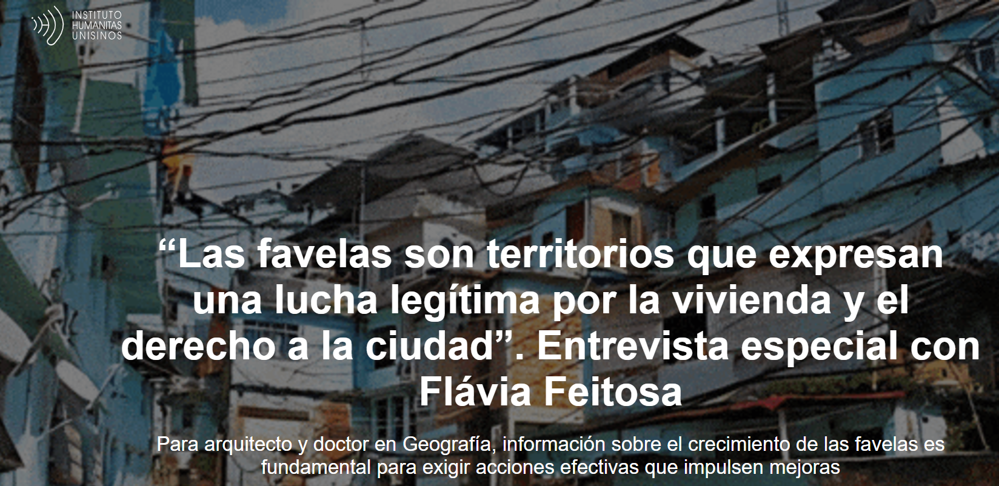 INSTITUTO
HUMANITAS
UNISINOS
“Las favelas son territorios que expresan
una lucha legítima por la vivienda y el
derecho a la ciudad”. Entrevista especial con
Flávia Feitosa
Para arquitecto y doctor en Geografía, información sobre el crecimiento de las favelas es
fundamental para exigir acciones efectivas que impulsen mejoras